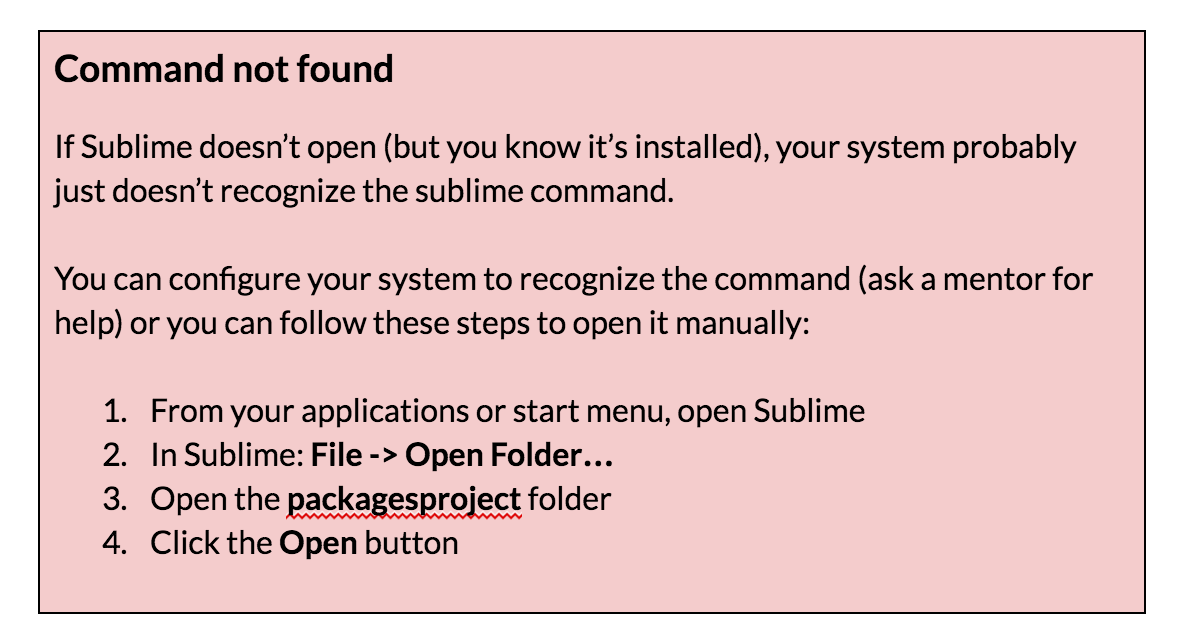 Command not found
If Sublime doesn’t open (but you know it’s installed), your system probably
just doesn’t recognize the sublime command.
You can configure your system to recognize the command (ask a mentor for
help) or you can follow these steps to open it manually:
1. From your applications or start menu, open Sublime
2. In Sublime: File -> Open Folder…
3. Open the packagesproject folder
4. Click the Open button